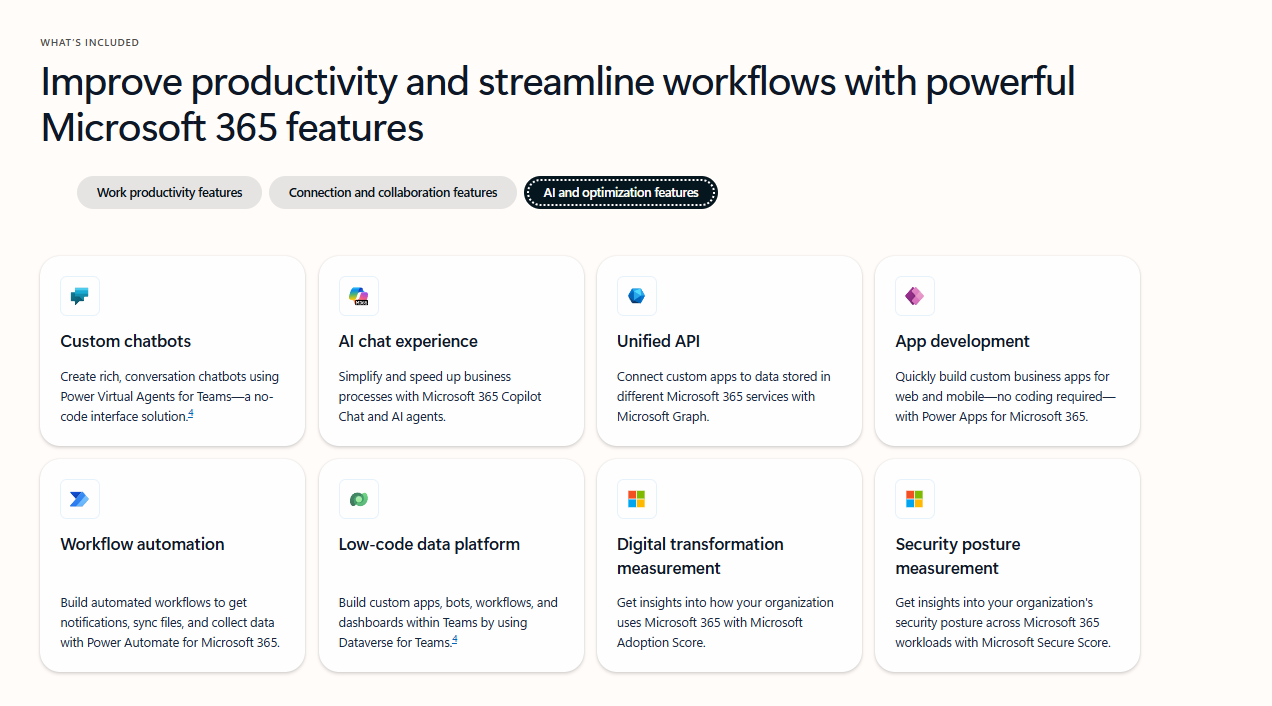 WHAT'S INCLUDED
Improve productivity and streamline workflows with powerful
Microsoft 365 features
Work productivity features
Connection and collaboration features
AI and optimization features
Custom chatbots
Create rich, conversation chatbots using
Power Virtual Agents for Teams—a no-
code interface solution.4
AI chat experience
Simplify and speed up business
processes with Microsoft 365 Copilot
Chat and AI agents.
Unified API
Connect custom apps to data stored in
different Microsoft 365 services with
Microsoft Graph.
App development
Quickly build custom business apps for
web and mobile—no coding required—
with Power Apps for Microsoft 365.
Workflow automation
Build automated workflows to get
notifications, sync files, and collect data
with Power Automate for Microsoft 365.
Low-code data platform
Build custom apps, bots, workflows, and
dashboards within Teams by using
Dataverse for Teams.4
Digital transformation
measurement
Get insights into how your organization
uses Microsoft 365 with Microsoft
Adoption Score.
Security posture
measurement
Get insights into your organization's
security posture across Microsoft 365
workloads with Microsoft Secure Score.